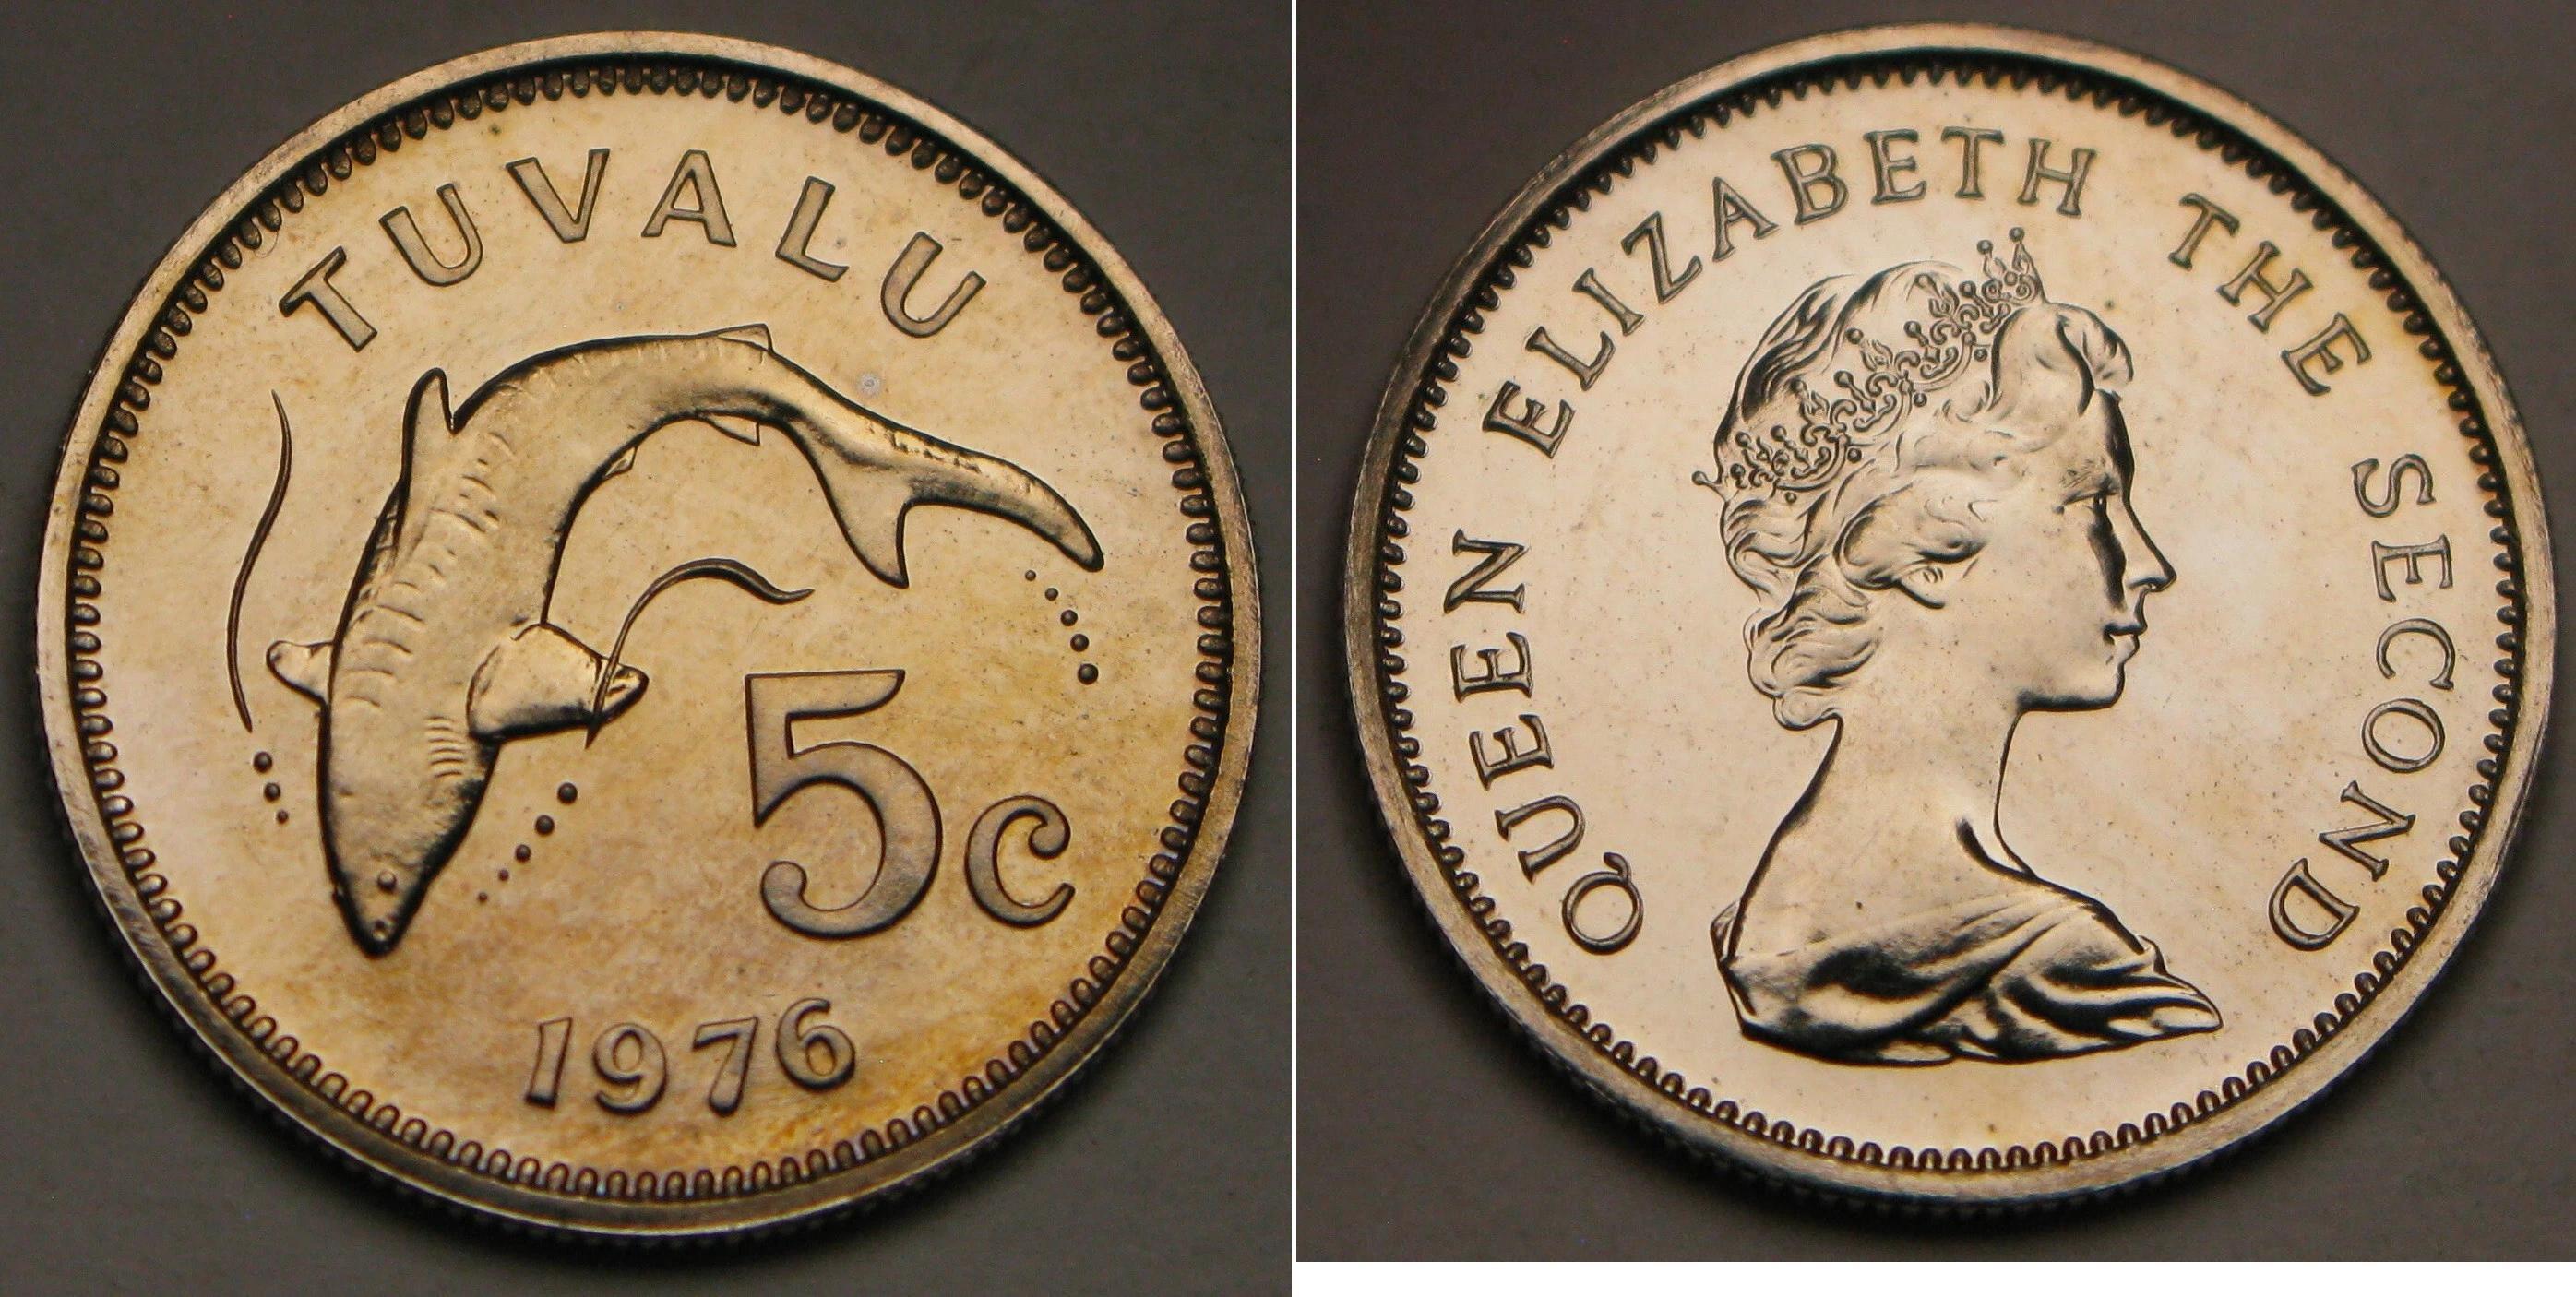 TUVALU
5c
1976
QUEEN ELIZABETH THE SECOND